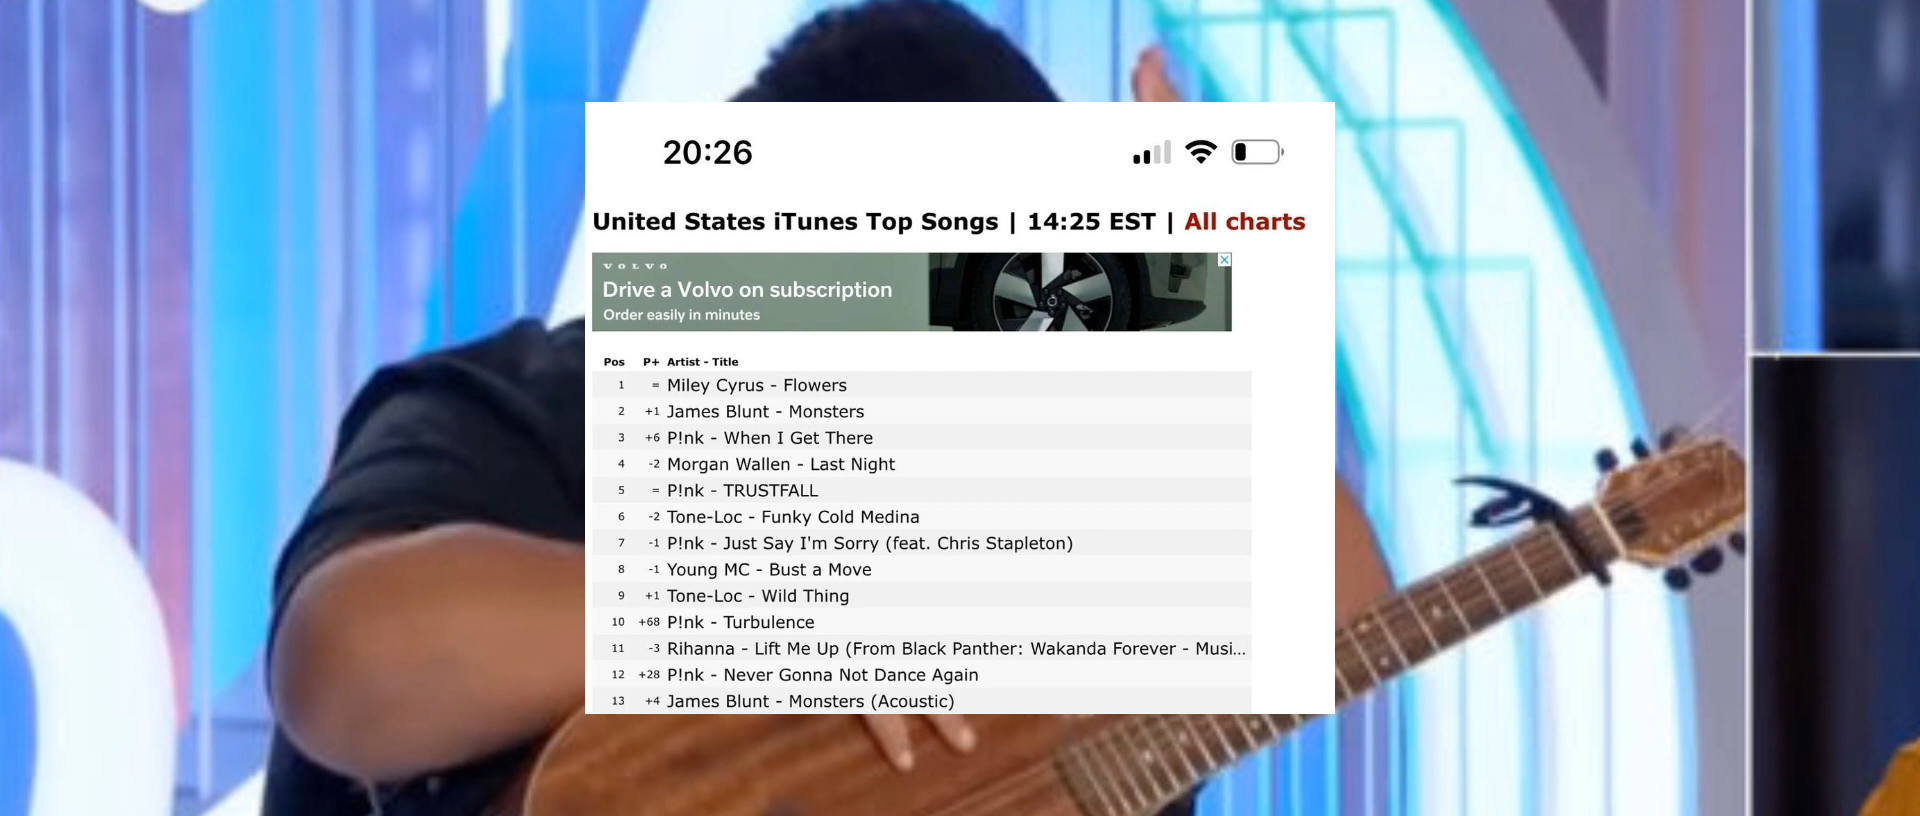 20:26
United States iTunes Top Songs | 14:25 EST | All charts
VOLVO
Drive a Volvo on subscription
Order easily in minutes
Pos P+ Artist - Title
1 = Miley Cyrus - Flowers
2 +1 James Blunt - Monsters
3 +6 P!nk - When I Get There
4 -2 Morgan Wallen - Last Night
5 = P!nk - TRUSTFALL
6 -2 Tone-Loc - Funky Cold Medina
7 -1 P!nk - Just Say I'm Sorry (feat. Chris Stapleton)
8 -1 Young MC - Bust a Move
9 +1 Tone-Loc - Wild Thing
10 +68 P!nk - Turbulence
11 -3 Rihanna - Lift Me Up (From Black Panther: Wakanda Forever - Musi...
12 +28 P!nk - Never Gonna Not Dance Again
13 +4 James Blunt - Monsters (Acoustic)